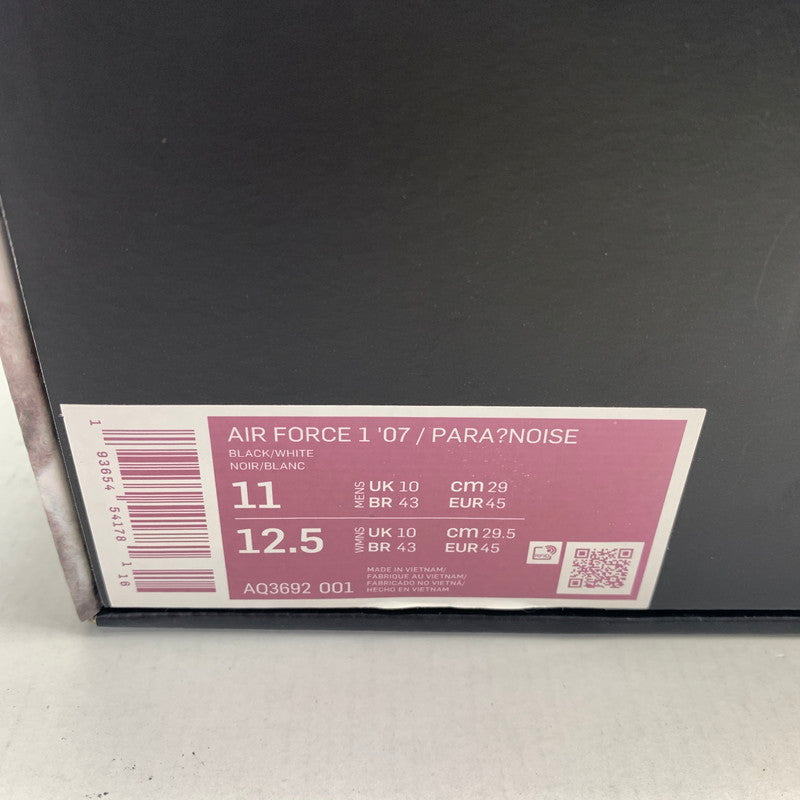 AIR FORCE 1 '07 / PARA?NOISE
BLACK/WHITE
NOIR/BLANC
11 MENS UK 10 cm 29
BR 43 EUR 45
12.5 WMNS UK 10 cm 29.5
BR 43 EUR 45
AQ3692 001
MADE IN VIETNAM/
FABRIQUE AU VIETNAM/
FABRICADO NO VIETNÃ/
HECHO EN VIETNAM
1 93654 54178 1 16